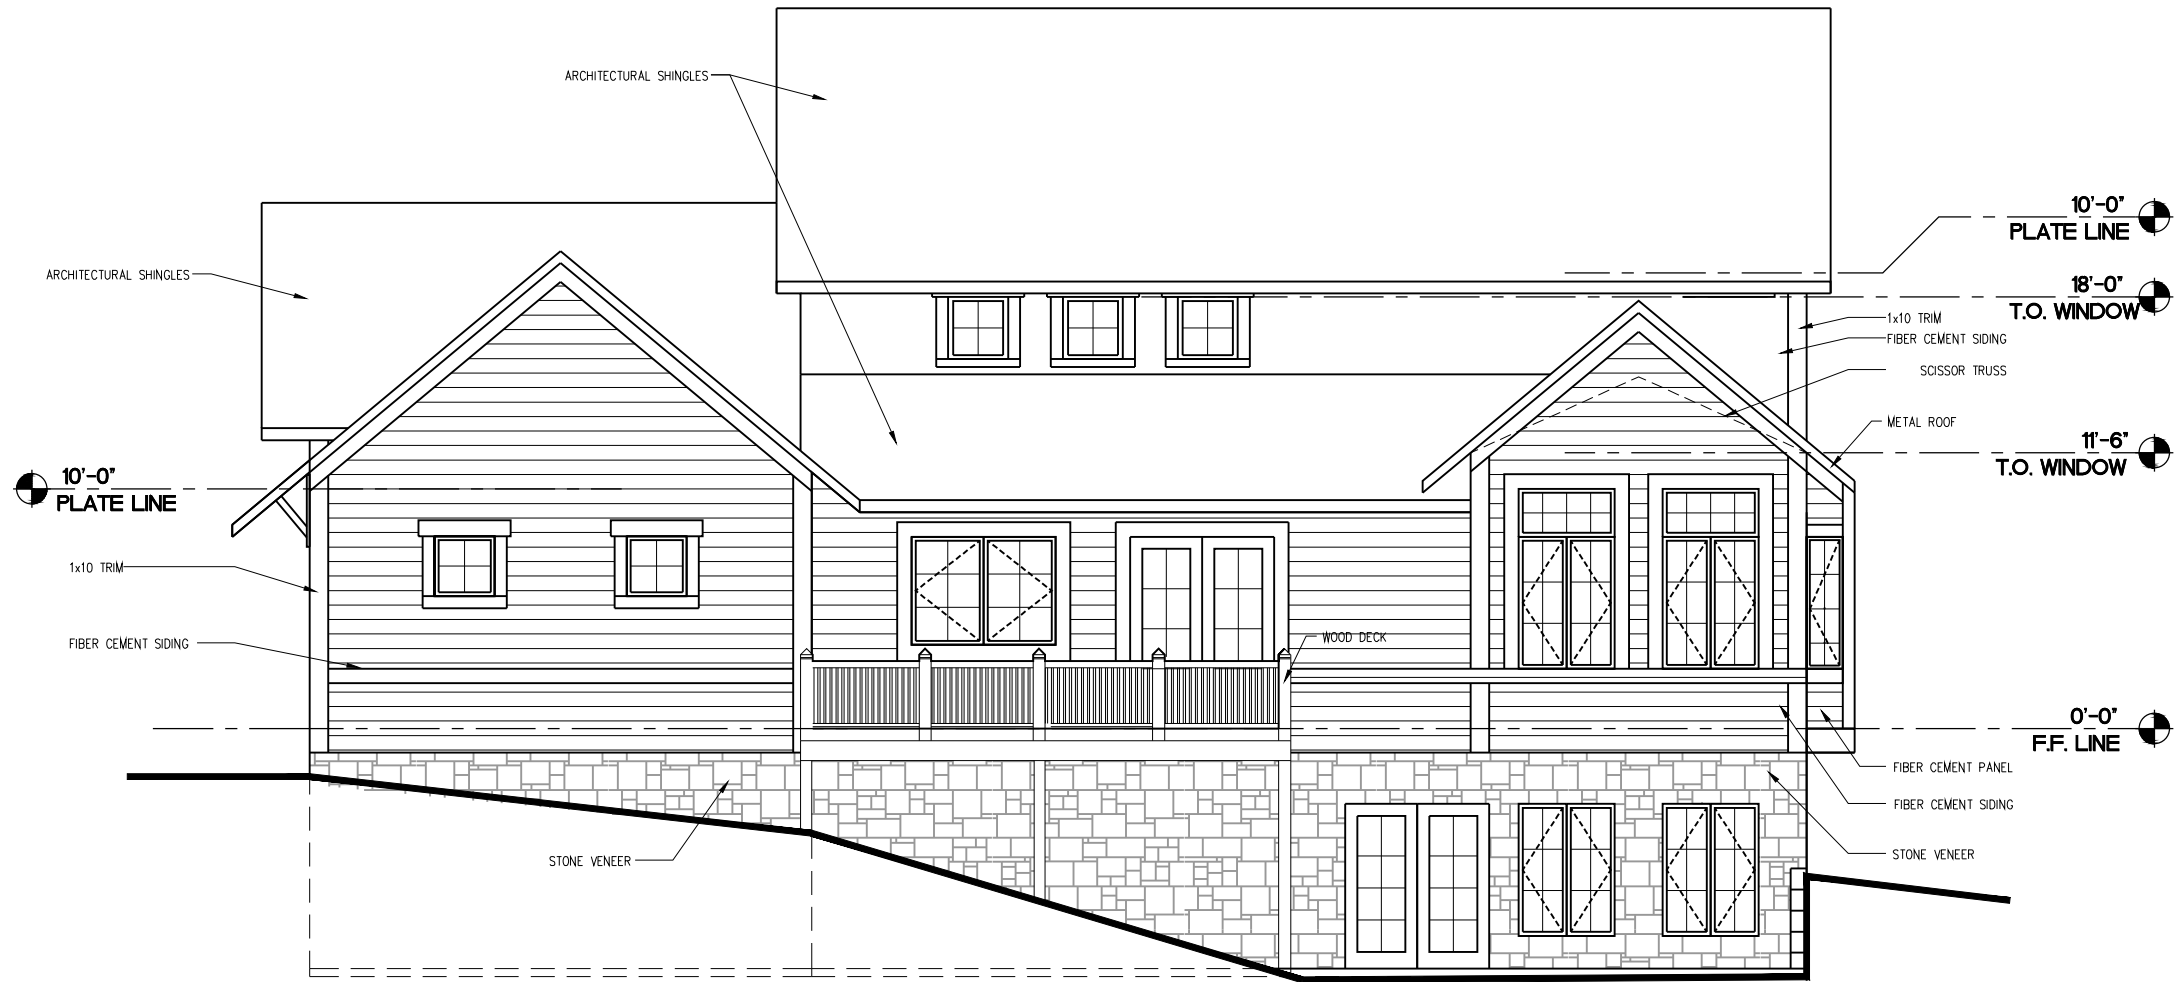 ARCHITECTURAL SHINGLES
10'-0"
PLATE LINE
ARCHITECTURAL SHINGLES
18'-0"
T.O. WINDOW
1x10 TRIM
FIBER CEMENT SIDING
SCISSOR TRUSS
METAL ROOF
11'-6"
T.O. WINDOW
10'-0"
PLATE LINE
1x10 TRIM
FIBER CEMENT SIDING
WOOD DECK
0'-0"
F.F. LINE
FIBER CEMENT PANEL
FIBER CEMENT SIDING
STONE VENEER
STONE VENEER